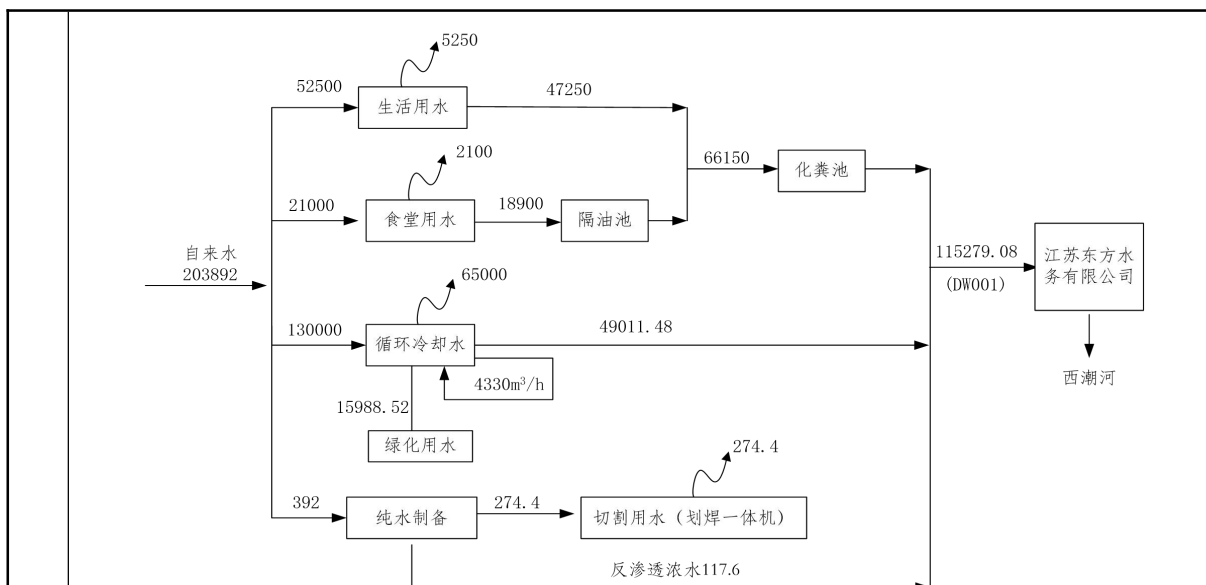 5250
52500
生活用水
47250
2100
66150
化粪池
21000
食堂用水
18900
隔油池
自来水
203892
115279.08
(DW001)
江苏东方水
务有限公司
65000
130000
循环冷却水
49011.48
4330m³/h
西潮河
15988.52
绿化用水
274.4
392
纯水制备
274.4
切割用水（划焊一体机）
反渗透浓水117.6